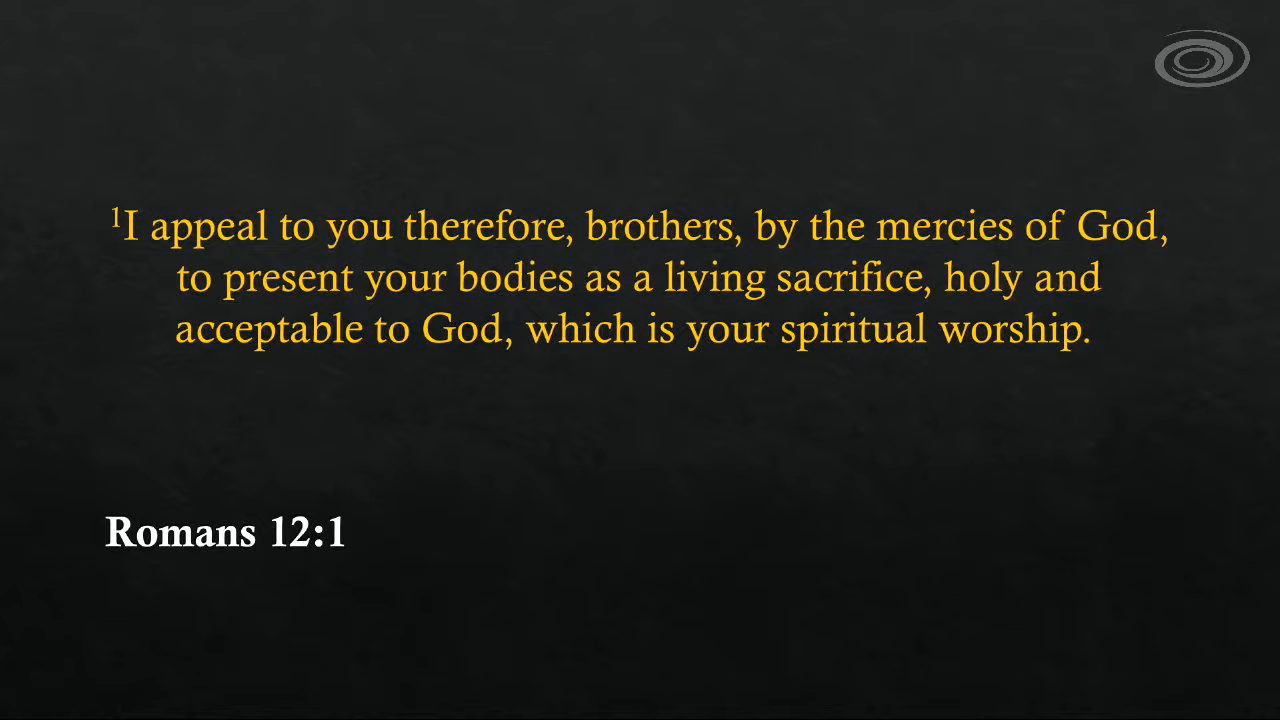 ¹I appeal to you therefore, brothers, by the mercies of God,
to present your bodies as a living sacrifice, holy and
acceptable to God, which is your spiritual worship.
Romans 12:1